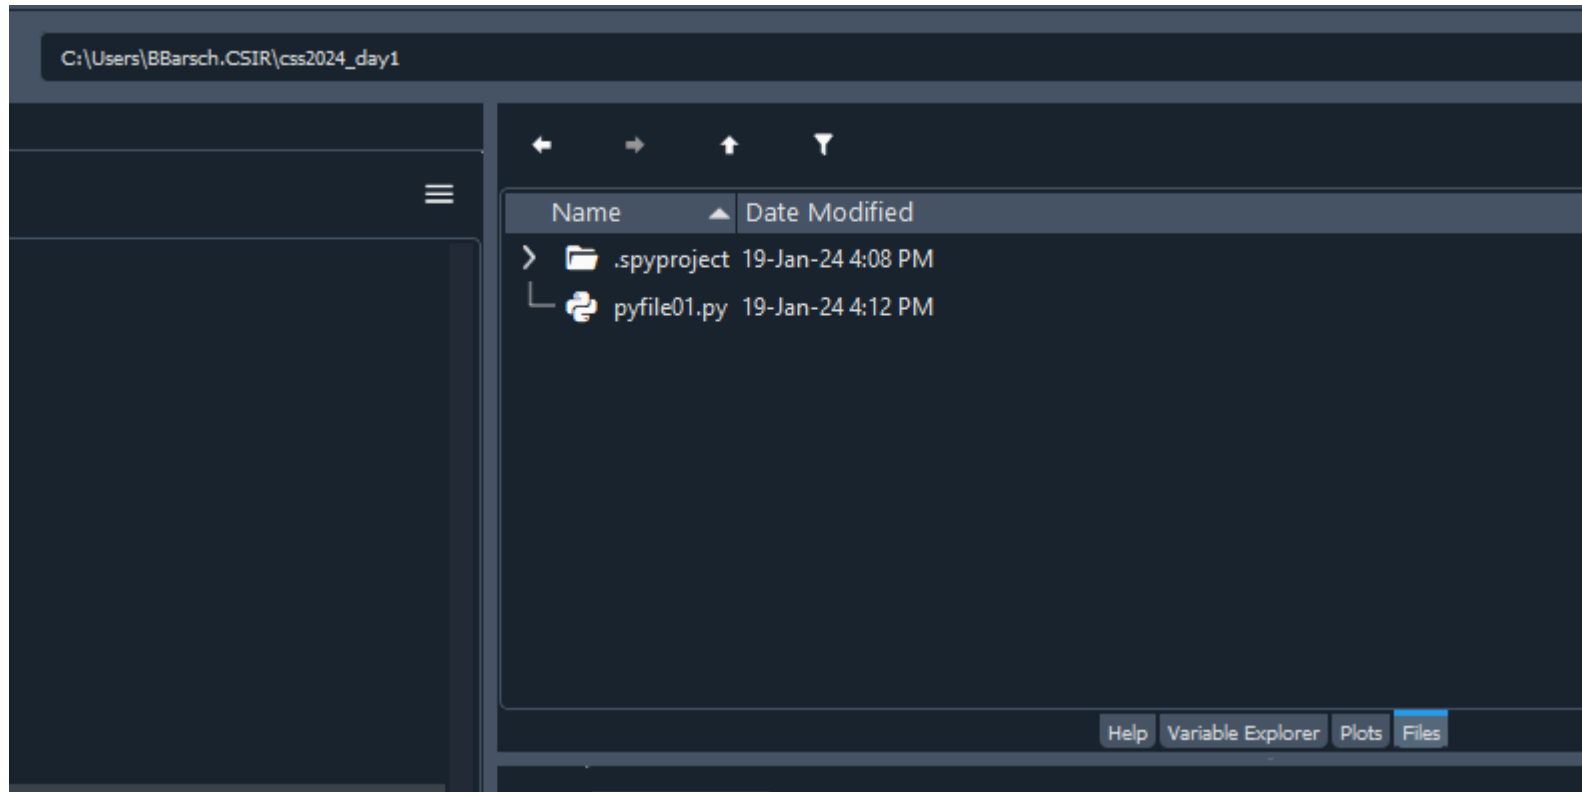 C:\Users\BBarsch.CSIR\css2024_day1
Name Date Modified
.spyproject 19-Jan-24 4:08 PM
pyfile01.py 19-Jan-24 4:12 PM
Help Variable Explorer Plots Files